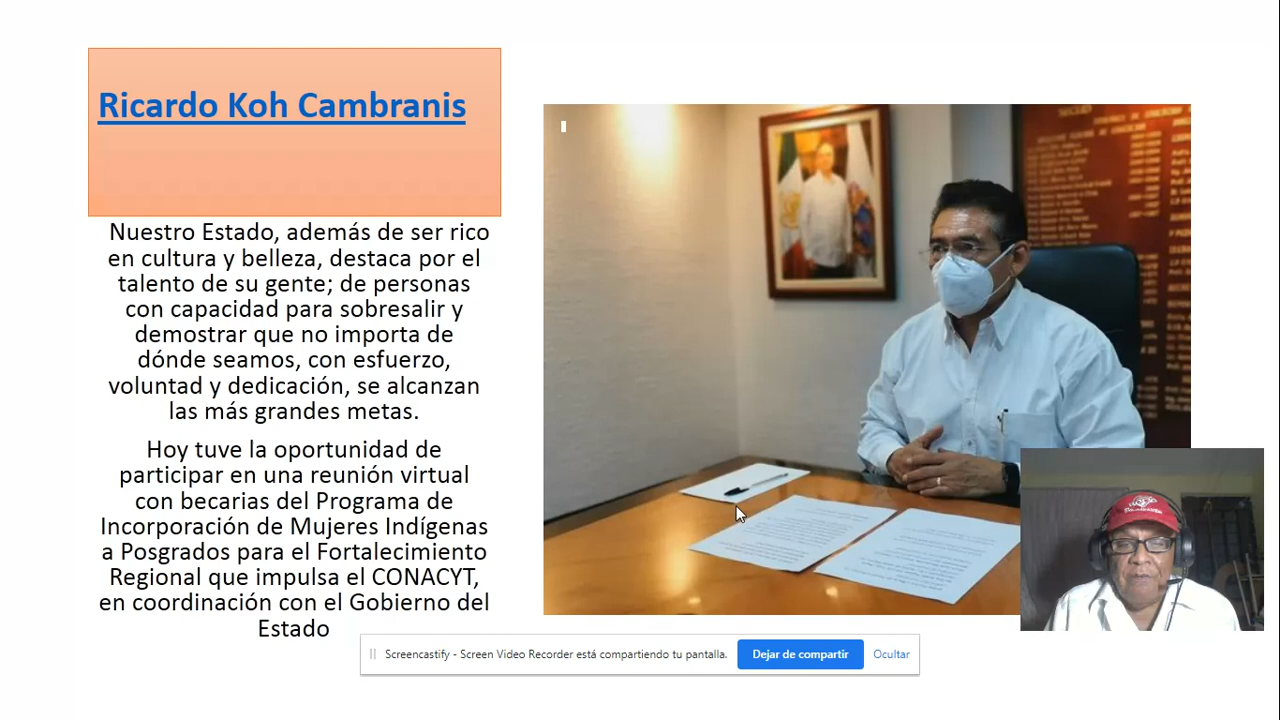 Ricardo Koh Cambranis
Nuestro Estado, además de ser rico
en cultura y belleza, destaca por el
talento de su gente; de personas
con capacidad para sobresalir y
demostrar que no importa de
dónde seamos, con esfuerzo,
voluntad y dedicación, se alcanzan
las más grandes metas.
Hoy tuve la oportunidad de
participar en una reunión virtual
con becarias del Programa de
Incorporación de Mujeres Indígenas
a Posgrados para el Fortalecimiento
Regional que impulsa el CONACYT,
en coordinación con el Gobierno del
Estado
Screencastify - Screen Video Recorder está compartiendo tu pantalla.
Dejar de compartir
Ocultar